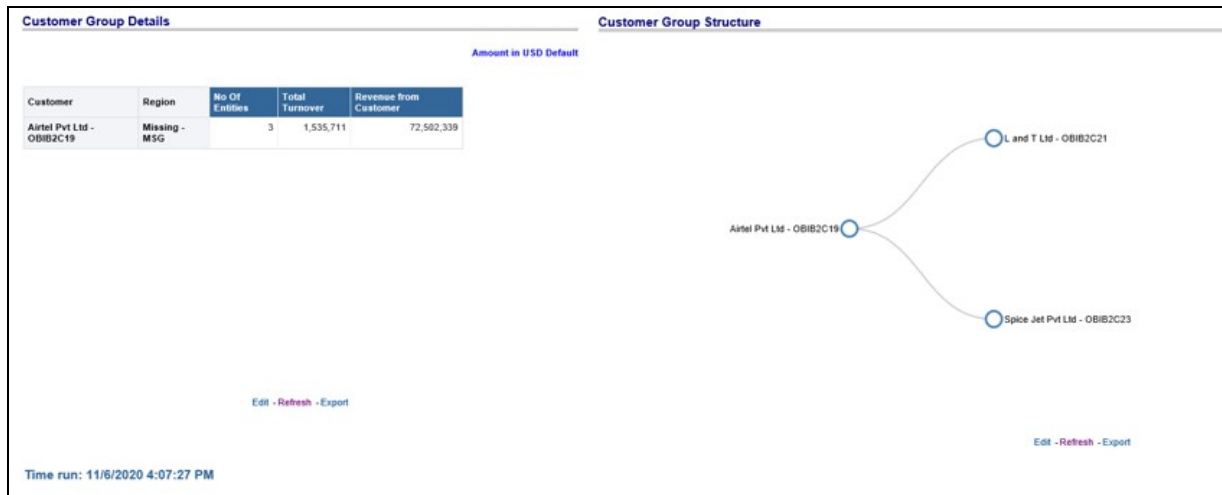 Customer Group Details
Amount in USD Default
Customer Region No Of Entities Total Turnover Revenue from Customer
Airtel Pvt Ltd - OBIB2C19 Missing - MSG 3 1,535,711 72,502,339
Edit - Refresh - Export
Time run: 11/6/2020 4:07:27 PM
Customer Group Structure
L and T Ltd - OBIB2C21
Airtel Pvt Ltd - OBIB2C19
Spice Jet Pvt Ltd - OBIB2C23
Edit - Refresh - Export